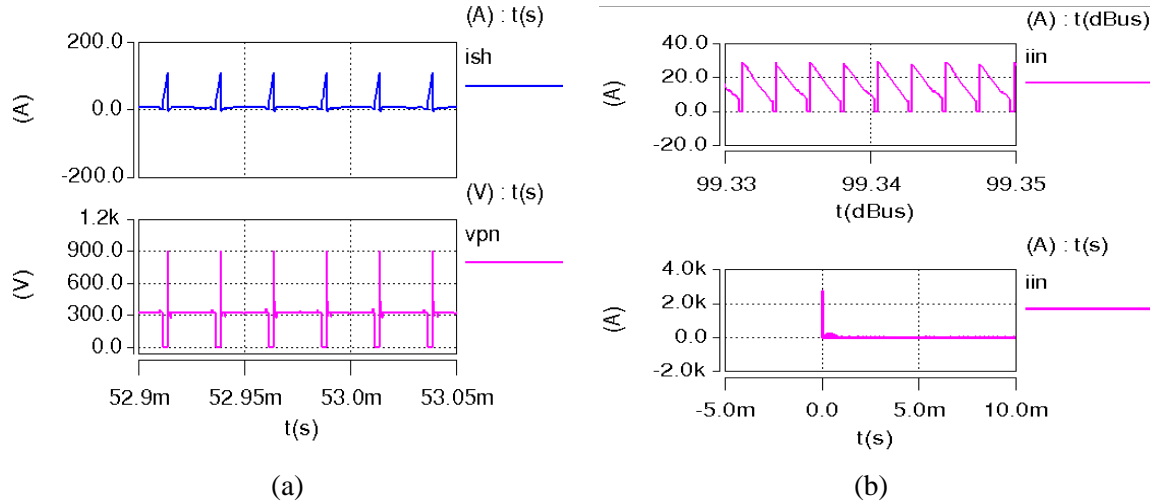 (A) : t(s)
ish
200.0
0.0
-200.0
(A)
(V) : t(s)
vpn
1.2k
900.0
600.0
300.0
0.0
(V)
52.9m 52.95m 53.0m 53.05m
t(s)
(a)
(A) : t(dBus)
iin
40.0
20.0
0.0
-20.0
(A)
99.33 99.34 99.35
t(dBus)
(A) : t(s)
iin
4.0k
2.0k
0.0
-2.0k
(A)
-5.0m 0.0 5.0m 10.0m
t(s)
(b)